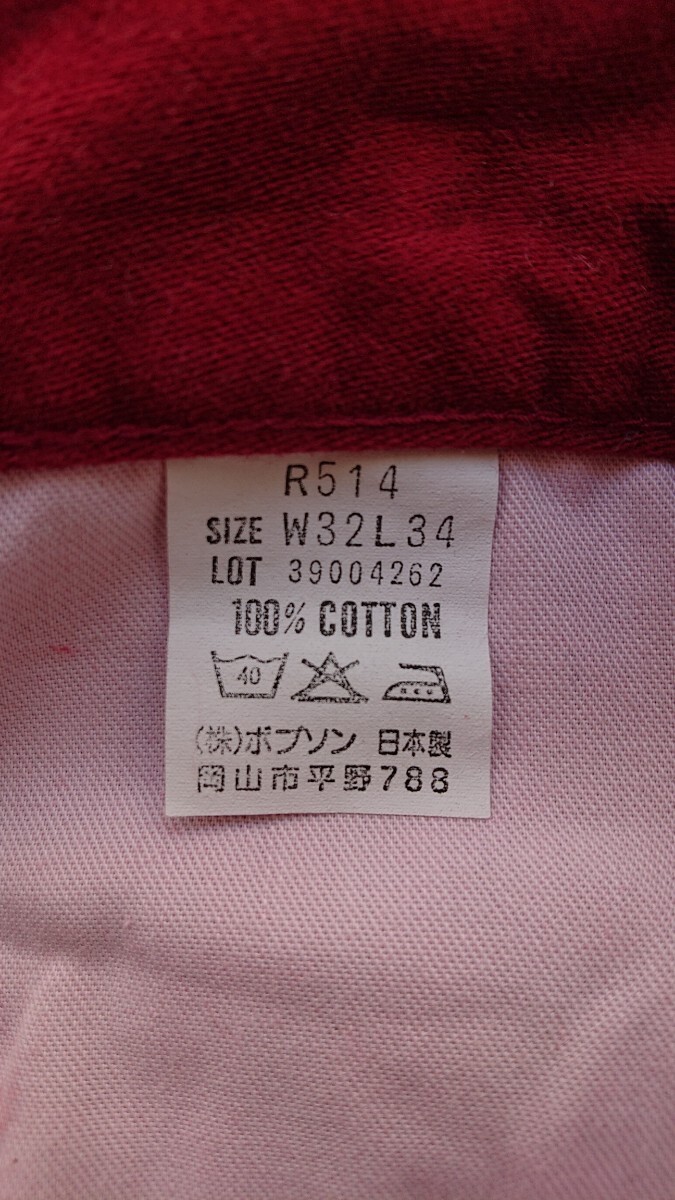 R514
SIZE W32L34
LOT 39004262
100% COTTON
40
(株)ボブソン 日本製
岡山市平野788